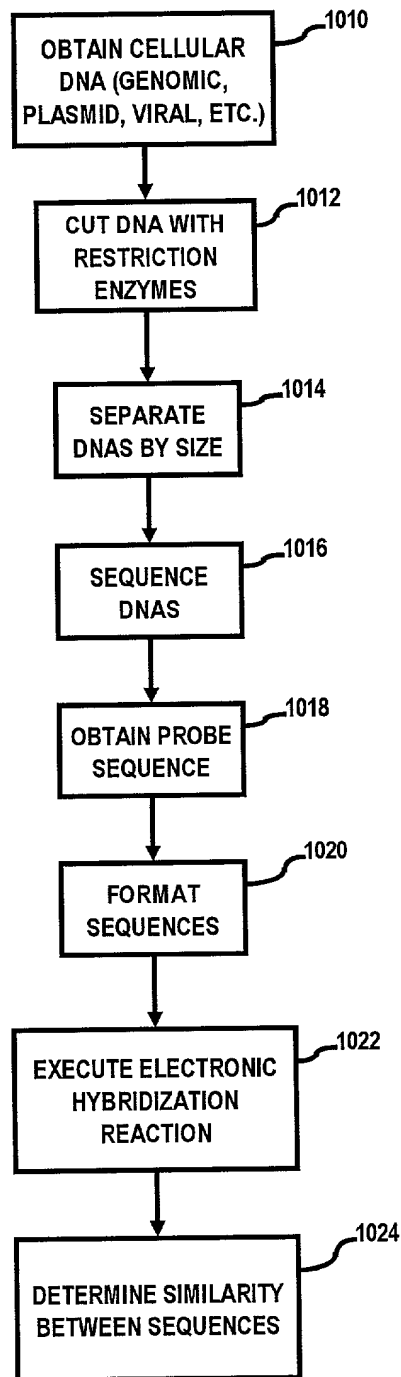 1010
OBTAIN CELLULAR
DNA (GENOMIC,
PLASMID, VIRAL, ETC.)
1012
CUT DNA WITH
RESTRICTION
ENZYMES
1014
SEPARATE
DNAS BY SIZE
1016
SEQUENCE
DNAS
1018
OBTAIN PROBE
SEQUENCE
1020
FORMAT
SEQUENCES
1022
EXECUTE ELECTRONIC
HYBRIDIZATION
REACTION
1024
DETERMINE SIMILARITY
BETWEEN SEQUENCES